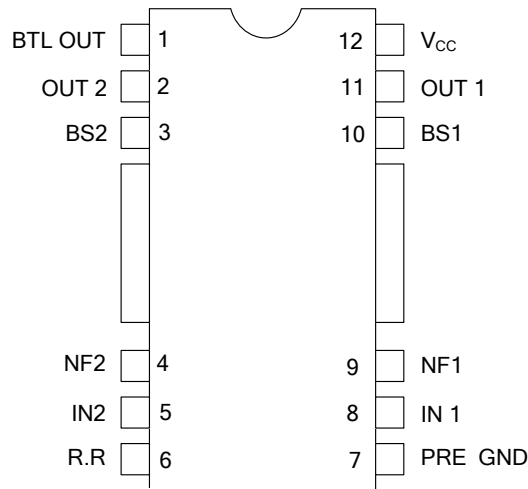 BTL OUT 1 12 VCC
OUT 2 2 11 OUT 1
BS2 3 10 BS1
NF2 4 9 NF1
IN2 5 8 IN 1
R.R 6 7 PRE GND